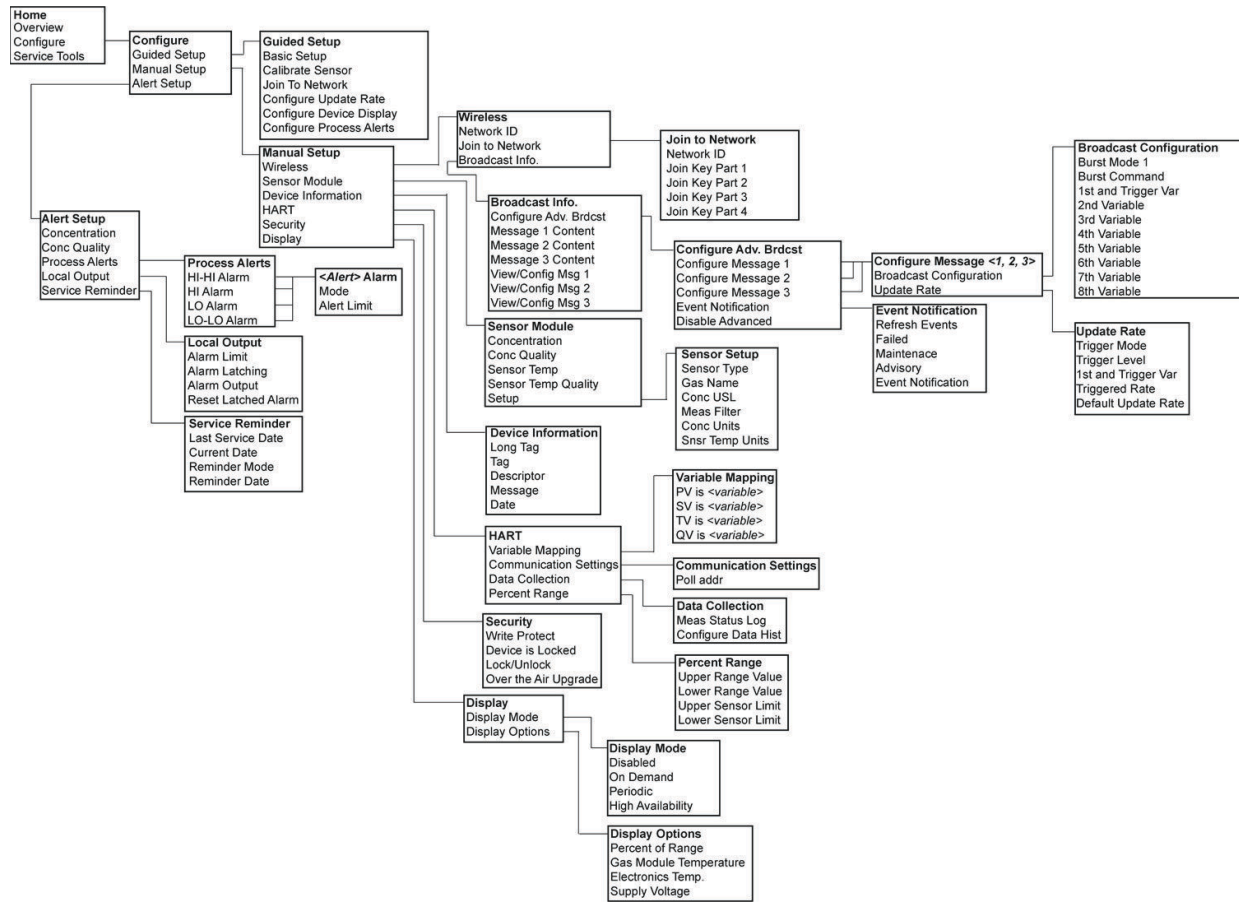 Home
Overview
Configure
Service Tools
Configure
Guided Setup
Manual Setup
Alert Setup
Guided Setup
Basic Setup
Calibrate Sensor
Join To Network
Configure Update Rate
Configure Device Display
Configure Process Alerts
Manual Setup
Wireless
Sensor Module
Device Information
HART
Security
Display
Alert Setup
Concentration
Conc Quality
Process Alerts
Local Output
Service Reminder
Process Alerts
HI-HI Alarm
HI Alarm
LO Alarm
LO-LO Alarm
<Alert> Alarm
Mode
Alert Limit
Local Output
Alarm Limit
Alarm Latching
Alarm Output
Reset Latched Alarm
Service Reminder
Last Service Date
Current Date
Reminder Mode
Reminder Date
Wireless
Network ID
Join to Network
Broadcast Info.
Join to Network
Network ID
Join Key Part 1
Join Key Part 2
Join Key Part 3
Join Key Part 4
Broadcast Info.
Configure Adv. Brdcst
Message 1 Content
Message 2 Content
Message 3 Content
View/Config Msg 1
View/Config Msg 2
View/Config Msg 3
Configure Adv. Brdcst
Configure Message 1
Configure Message 2
Configure Message 3
Event Notification
Disable Advanced
Configure Message <1, 2, 3>
Broadcast Configuration
Update Rate
Broadcast Configuration
Burst Mode 1
Burst Command
1st and Trigger Var
2nd Variable
3rd Variable
4th Variable
5th Variable
6th Variable
7th Variable
8th Variable
Event Notification
Refresh Events
Failed
Maintenace
Advisory
Event Notification
Update Rate
Trigger Mode
Trigger Level
1st and Trigger Var
Triggered Rate
Default Update Rate
Sensor Module
Concentration
Conc Quality
Sensor Temp
Sensor Temp Quality
Setup
Sensor Setup
Sensor Type
Gas Name
Conc USL
Meas Filter
Conc Units
Snsr Temp Units
Device Information
Long Tag
Tag
Descriptor
Message
Date
HART
Variable Mapping
Communication Settings
Data Collection
Percent Range
Variable Mapping
PV is <variable>
SV is <variable>
TV is <variable>
QV is <variable>
Communication Settings
Poll addr
Data Collection
Meas Status Log
Configure Data Hist
Percent Range
Upper Range Value
Lower Range Value
Upper Sensor Limit
Lower Sensor Limit
Security
Write Protect
Device is Locked
Lock/Unlock
Over the Air Upgrade
Display
Display Mode
Display Options
Display Mode
Disabled
On Demand
Periodic
High Availability
Display Options
Percent of Range
Gas Module Temperature
Electronics Temp.
Supply Voltage